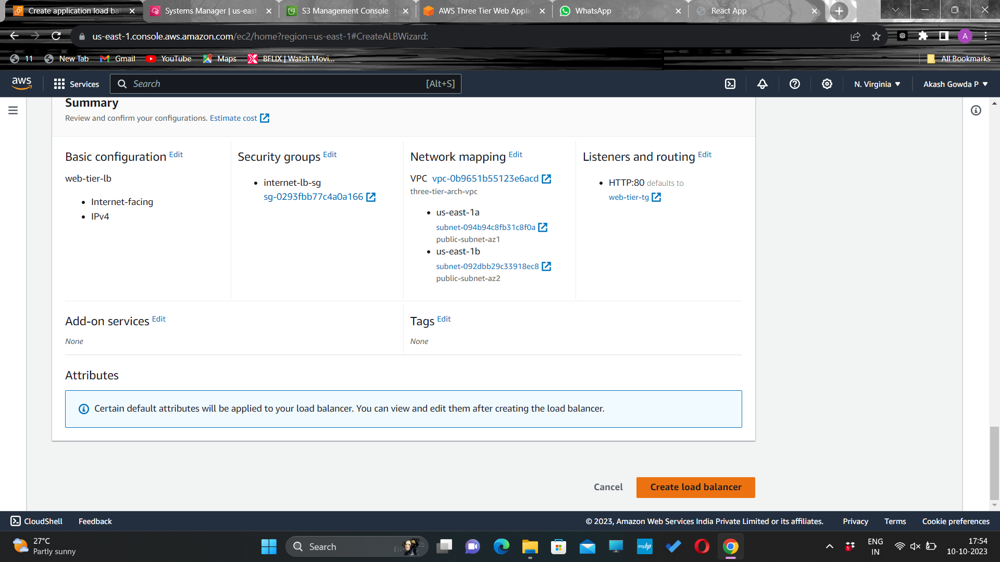 Create application load ba
Systems Manager | us-east
S3 Management Console
AWS Three Tier Web Applic
WhatsApp
React App
us-east-1.console.aws.amazon.com/ec2/home?region=us-east-1#CreateALBWizard:
A
11
New Tab
Gmail
YouTube
Maps
BFLIX | Watch Movi...
All Bookmarks
aws
Services
Search
[Alt+S]
N. Virginia
Akash Gowda P
Summary
Review and confirm your configurations. Estimate cost
Basic configuration Edit
web-tier-lb
Internet-facing
IPv4
Security groups Edit
internet-lb-sg
sg-0293fbb77c4a0a166
Network mapping Edit
VPC vpc-0b9651b55123e6acd
three-tier-arch-vpc
us-east-1a
subnet-094b94c8fb31c8f0a
public-subnet-az1
us-east-1b
subnet-092dbb29c33918ec8
public-subnet-az2
Listeners and routing Edit
HTTP:80 defaults to
web-tier-tg
Add-on services Edit
None
Tags Edit
None
Attributes
Certain default attributes will be applied to your load balancer. You can view and edit them after creating the load balancer.
Cancel
Create load balancer
CloudShell
Feedback
© 2023, Amazon Web Services India Private Limited or its affiliates.
Privacy
Terms
Cookie preferences
27°C
Partly sunny
Search
myhp
1
ENG
IN
17:54
10-10-2023